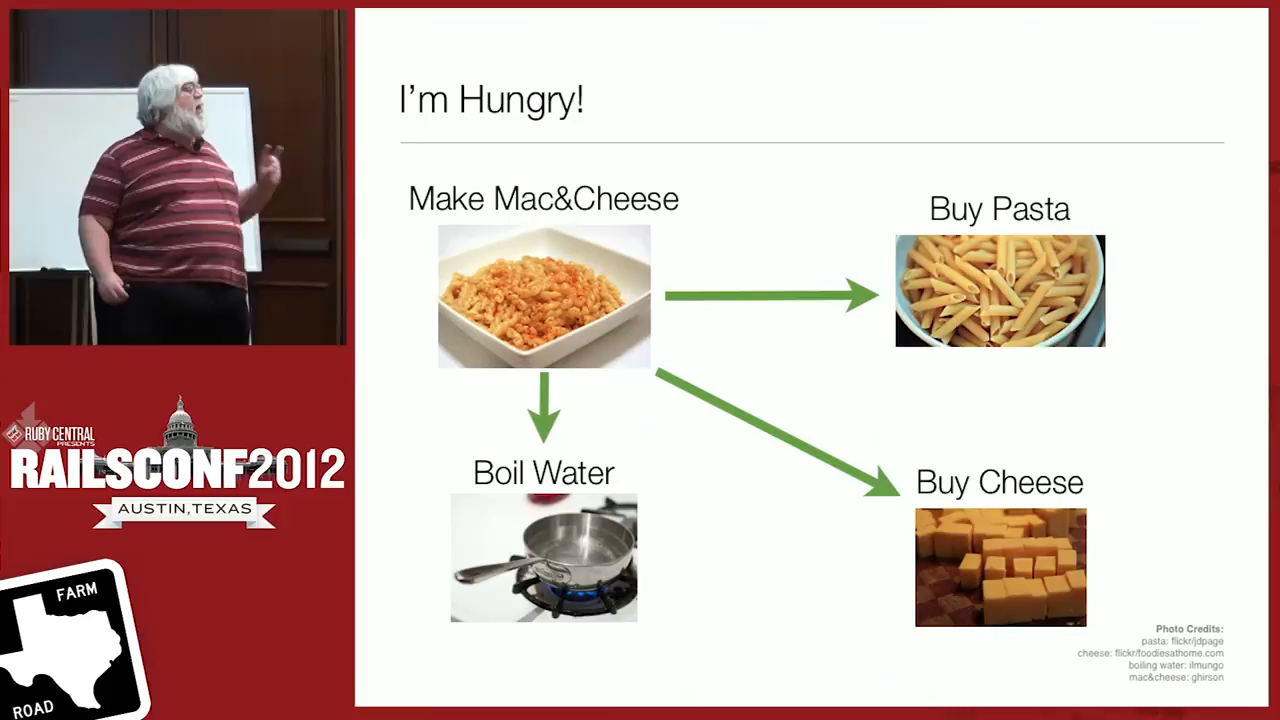 I'm Hungry!
Make Mac&Cheese
Buy Pasta
Boil Water
Buy Cheese
Photo Credits:
pasta: flickr/jdpage
cheese: flickr/foodiesathome.com
boiling water: ilmungo
mac&cheese: ghirson
RUBY CENTRAL
PRESENTS
RAILSCONF2012
AUSTIN, TEXAS
FARM
ROAD